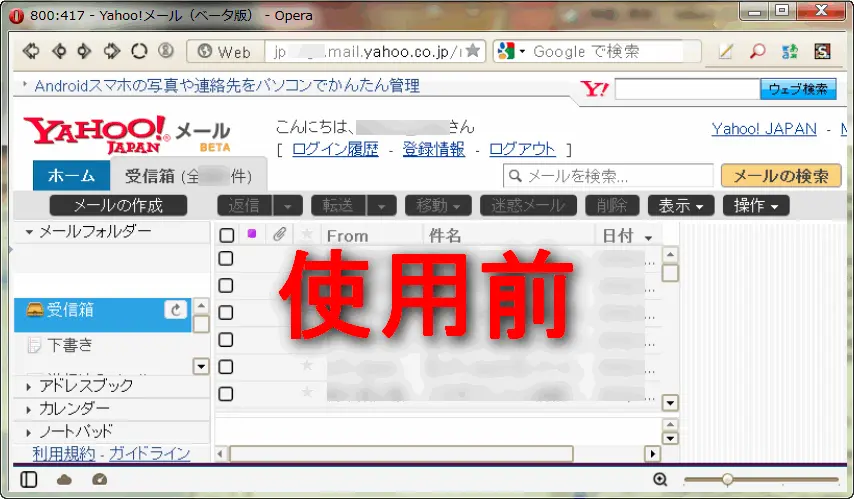 800:417 - Yahoo!メール（ベータ版） - Opera
Web jp .mail.yahoo.co.jp/ Google で検索
Androidスマホの写真や連絡先をパソコンでかんたん管理
Y! ウェブ検索
YAHOO! JAPAN メール BETA
こんにちは、 さん
Yahoo! JAPAN - M
[ ログイン履歴 - 登録情報 - ログアウト ]
ホーム 受信箱 (全 件) メールを検索... メールの検索
メールの作成 返信 転送 移動 迷惑メール 削除 表示 操作
メールフォルダー
From 件名 日付
使用前
受信箱
下書き
アドレスブック
カレンダー
ノートパッド
利用規約 - ガイドライン